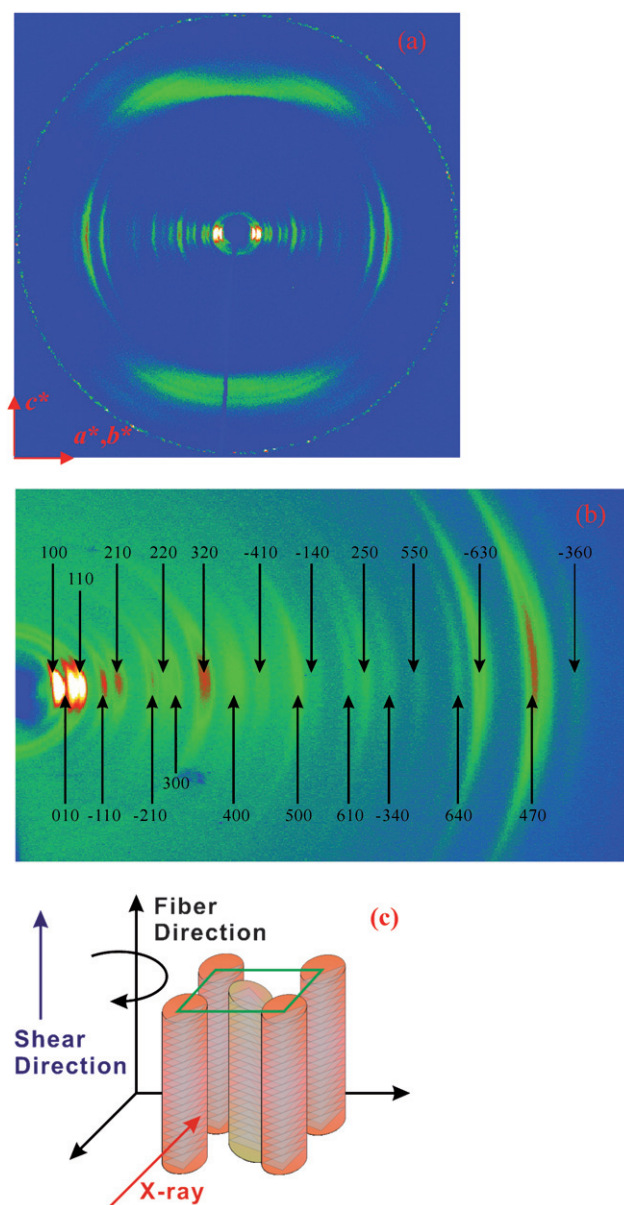 (a)
c*
a*,b*
(b)
100 210 220 320 -410 -140 250 550 -630 -360
110
300
010 -110 -210 400 500 610 -340 640 470
(c)
Fiber
Direction
Shear
Direction
X-ray